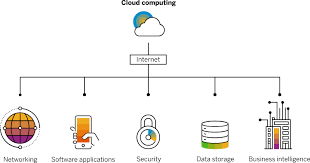 Cloud computing
Internet
Networking
Software applications
Security
Data storage
Business intelligence